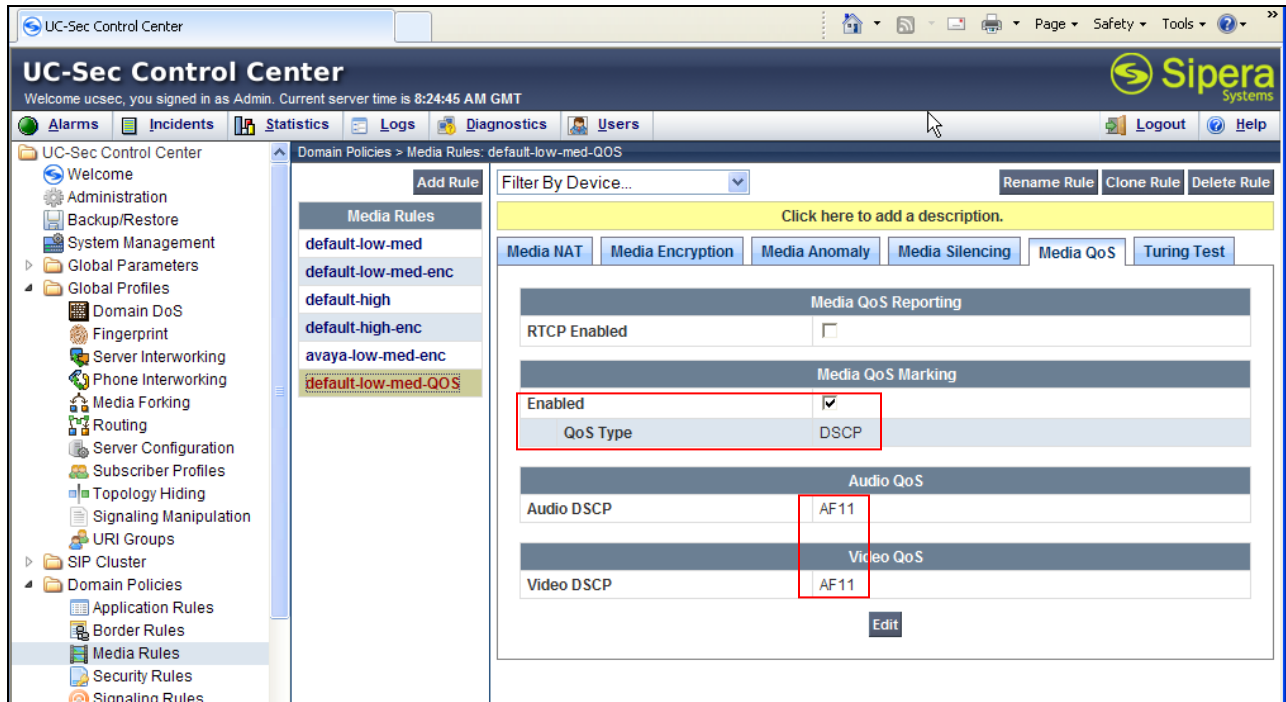 UC-Sec Control Center
Page Safety Tools »
UC-Sec Control Center
Sipera
Systems
Welcome ucsec, you signed in as Admin. Current server time is 8:24:45 AM GMT
Alarms Incidents Statistics Logs Diagnostics Users Logout Help
UC-Sec Control Center
Welcome
Administration
Backup/Restore
System Management
Global Parameters
Global Profiles
Domain DoS
Fingerprint
Server Interworking
Phone Interworking
Media Forking
Routing
Server Configuration
Subscriber Profiles
Topology Hiding
Signaling Manipulation
URI Groups
SIP Cluster
Domain Policies
Application Rules
Border Rules
Media Rules
Security Rules
Signaling Rules
Domain Policies > Media Rules: default-low-med-QOS
Add Rule
Media Rules
default-low-med
default-low-med-enc
default-high
default-high-enc
avaya-low-med-enc
default-low-med-QOS
Filter By Device...
Rename Rule Clone Rule Delete Rule
Click here to add a description.
Media NAT Media Encryption Media Anomaly Media Silencing Media QoS Turing Test
Media QoS Reporting
RTCP Enabled
Media QoS Marking
Enabled
QoS Type DSCP
Audio QoS
Audio DSCP AF11
Video QoS
Video DSCP AF11
Edit